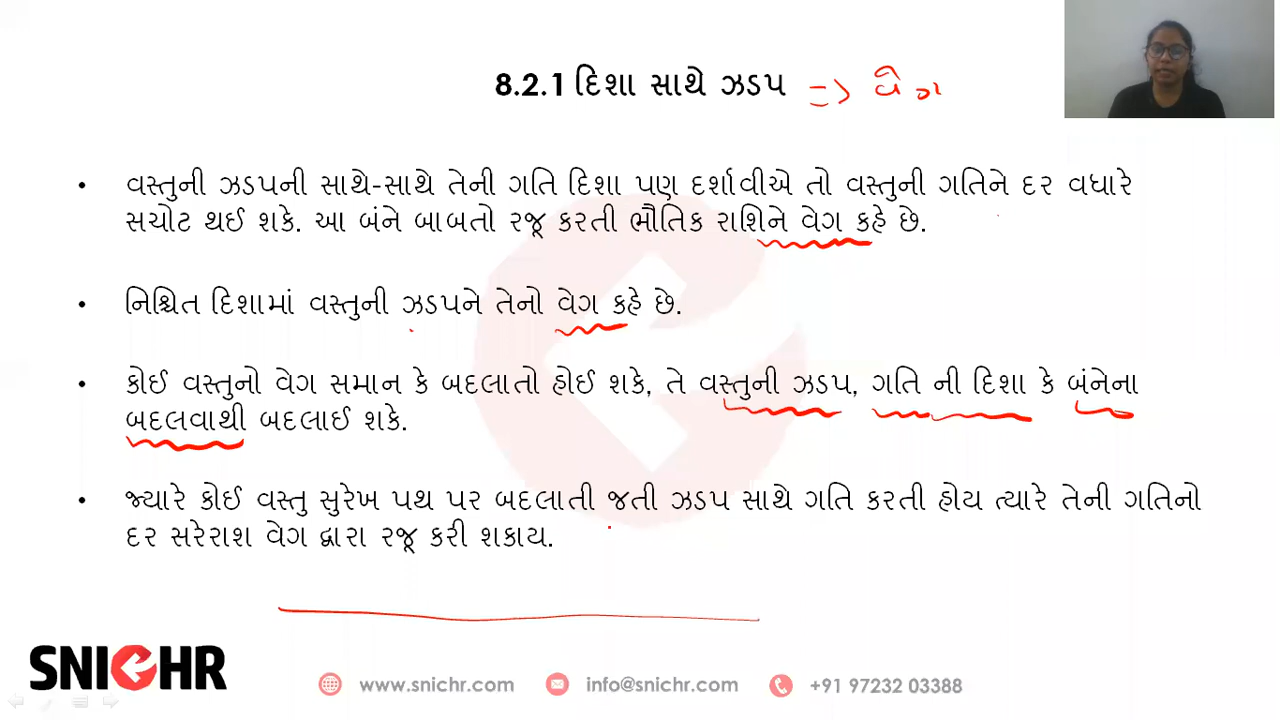 8.2.1 દિશા સાથે ઝડપ => વેગ
• વસ્તુની ઝડપની સાથે-સાથે તેની ગતિ દિશા પણ દર્શાવીએ તો વસ્તુની ગતિને દર વધારે
સચોટ થઈ શકે. આ બંને બાબતો રજૂ કરતી ભૌતિક રાશિને વેગ કહે છે.
• નિશ્ચિત દિશામાં વસ્તુની ઝડપને તેનો વેગ કહે છે.
• કોઈ વસ્તુનો વેગ સમાન કે બદલાતો હોઈ શકે, તે વસ્તુની ઝડપ, ગતિ ની દિશા કે બંનેના
બદલવાથી બદલાઈ શકે.
• જ્યારે કોઈ વસ્તુ સુરેખ પથ પર બદલાતી જતી ઝડપ સાથે ગતિ કરતી હોય ત્યારે તેની ગતિનો
દર સરેરાશ વેગ દ્વારા રજૂ કરી શકાય.
SNICHR
www.snichr.com info@snichr.com +91 97232 03388